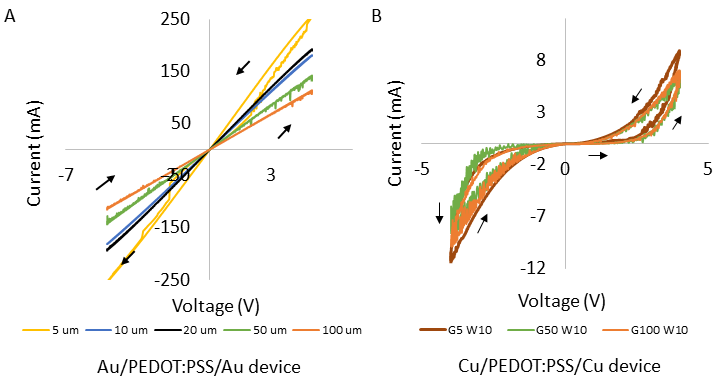 A
B
250
150
50
-50
-150
-250
-7
3
Current (mA)
Voltage (V)
8
3
-2
-7
-12
-5
0
5
Current (mA)
Voltage (V)
5 um 10 um 20 um 50 um 100 um
G5 W10 G50 W10 G100 W10
Au/PEDOT:PSS/Au device
Cu/PEDOT:PSS/Cu device